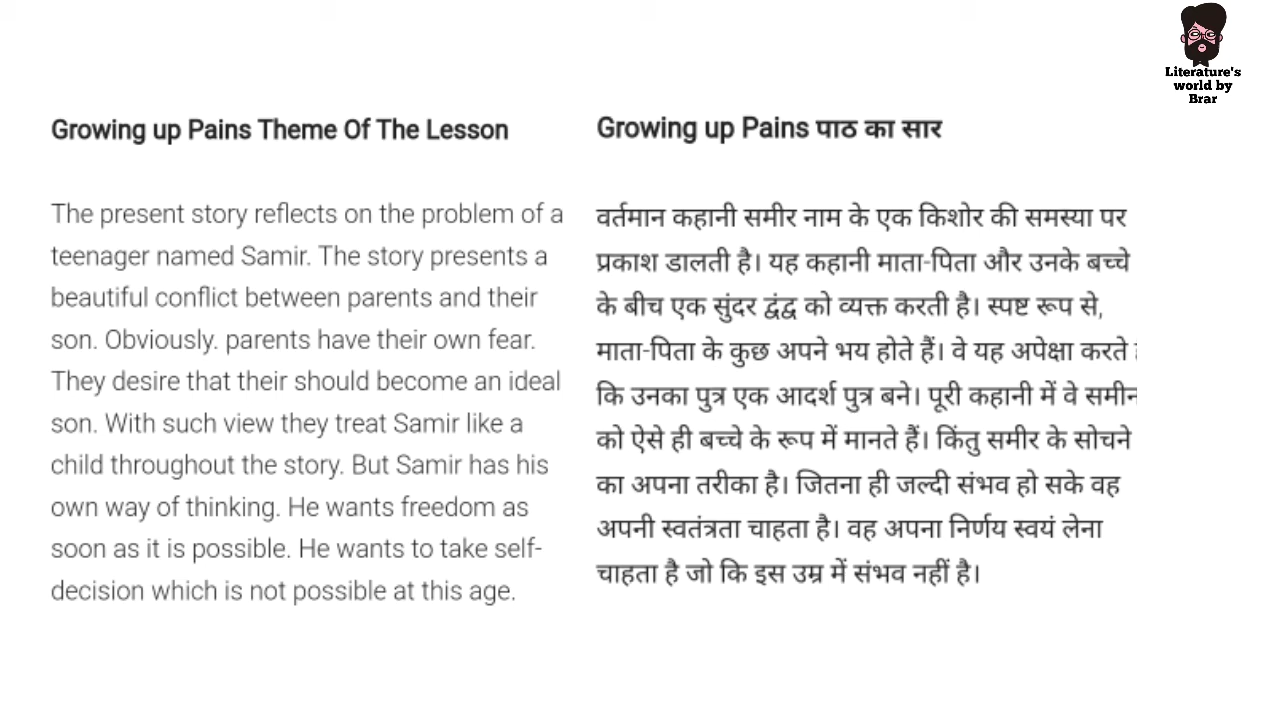 Literature's
world by
Brar
Growing up Pains Theme Of The Lesson
The present story reflects on the problem of a
teenager named Samir. The story presents a
beautiful conflict between parents and their
son. Obviously. parents have their own fear.
They desire that their should become an ideal
son. With such view they treat Samir like a
child throughout the story. But Samir has his
own way of thinking. He wants freedom as
soon as it is possible. He wants to take self-
decision which is not possible at this age.
Growing up Pains पाठ का सार
वर्तमान कहानी समीर नाम के एक किशोर की समस्या पर
प्रकाश डालती है। यह कहानी माता-पिता और उनके बच्चे
के बीच एक सुंदर द्वंद्व को व्यक्त करती है। स्पष्ट रूप से,
माता-पिता के कुछ अपने भय होते हैं। वे यह अपेक्षा करते
कि उनका पुत्र एक आदर्श पुत्र बने। पूरी कहानी में वे
को ऐसे ही बच्चे के रूप में मानते हैं। किंतु समीर के सोचने
का अपना तरीका है। जितना ही जल्दी संभव हो सके वह
अपनी स्वतंत्रता चाहता है। वह अपना निर्णय स्वयं लेना
चाहता है जो कि इस उम्र में संभव नहीं है।